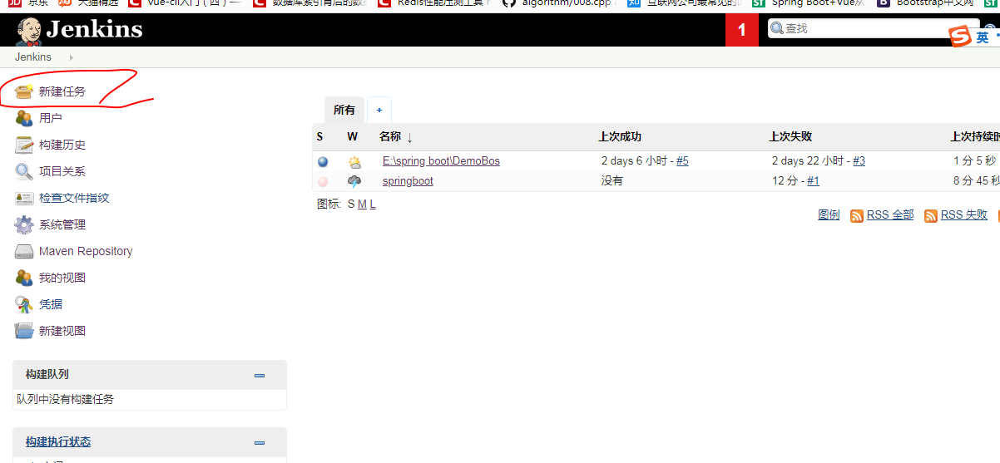 京东 天猫精选 vue-cli入门（四）—— 数据库索引背后的数 Redis性能压测工具 algorithm/008.cpp 互联网公司最常见的 Spring Boot+Vue从 Bootstrap中文网
Jenkins 1 查找 英
Jenkins
新建任务
用户
构建历史
项目关系
检查文件指纹
系统管理
Maven Repository
我的视图
凭据
新建视图
构建队列
队列中没有构建任务
构建执行状态
所有 +
S W 名称 ↓ 上次成功 上次失败 上次持续时
E:\spring boot\DemoBos 2 days 6 小时 - #5 2 days 22 小时 - #3 1 分 5 秒
springboot 没有 12 分 - #1 8 分 45 秒
图标: S M L
图例 RSS 全部 RSS 失败